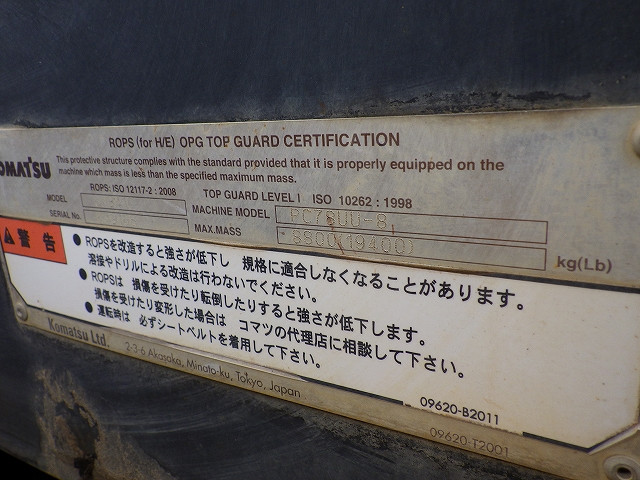 ROPS (for H/E) OPG TOP GUARD CERTIFICATION
OMATSU
This protective structure complies with the standard provided that it is properly equipped on the
machine which mass is less than the specified maximum mass.
ROPS: ISO 12117-2 : 2008 TOP GUARD LEVEL I ISO 10262 : 1998
MODEL MACHINE MODEL PC78UU-8
SERIAL No. MAX.MASS 8800(19400) kg(Lb)
警 告
● ROPSを改造すると強さが低下し 規格に適合しなくなることがあります。
溶接やドリルによる改造は行わないでください。
● ROPSは 損傷を受けたり転倒したりすると強さが低下します。
損傷を受けたり変形した場合は コマツの代理店に相談して下さい。
● 運転時は 必ずシートベルトを着用して下さい。
Komatsu Ltd.
2-3-6 Akasaka, Minato-ku, Tokyo, Japan
09620-B2011
09620-T2001